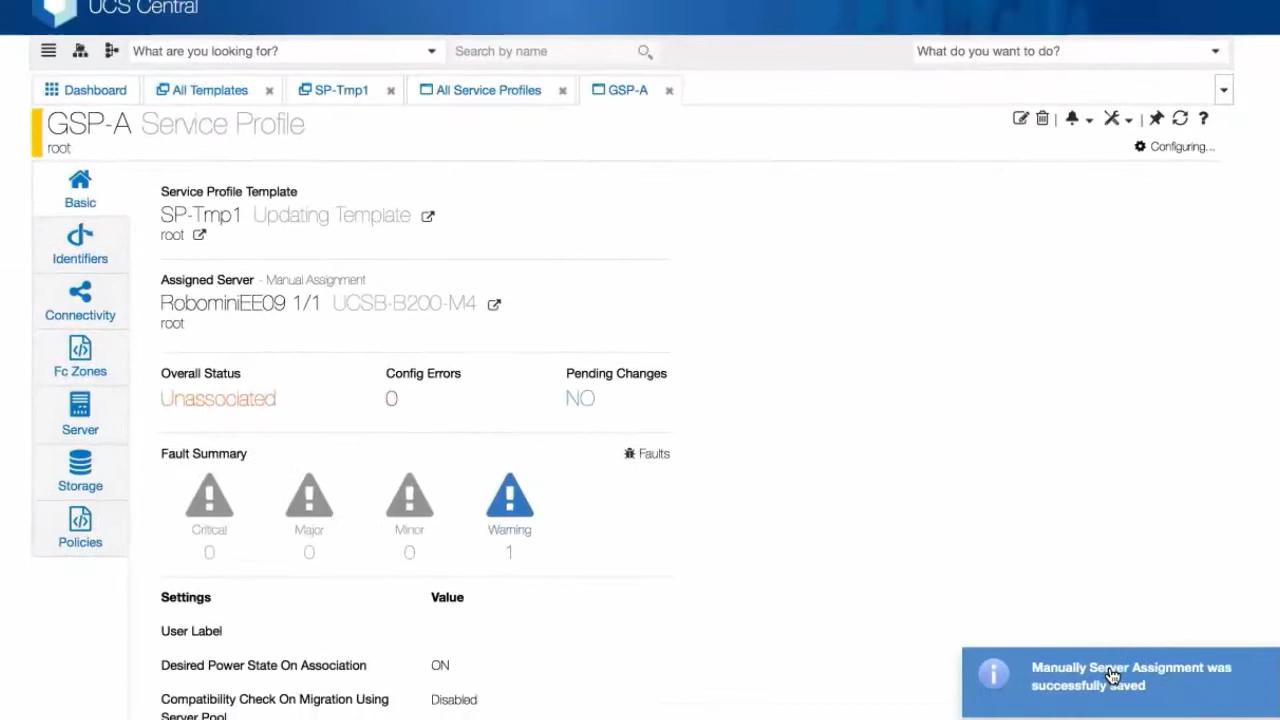 UCS Central
What are you looking for? Search by name What do you want to do?
Dashboard All Templates SP-Tmp1 All Service Profiles GSP-A
GSP-A Service Profile
root
Configuring...
Basic
Identifiers
Connectivity
Fc Zones
Server
Storage
Policies
Service Profile Template
SP-Tmp1 Updating Template
root
Assigned Server - Manual Assignment
RobominiEE09 1/1 UCSB-B200-M4
root
Overall Status Config Errors Pending Changes
Unassociated 0 NO
Fault Summary Faults
Critical Major Minor Warning
0 0 0 1
Settings Value
User Label
Desired Power State On Association ON
Compatibility Check On Migration Using Disabled
Server Pool
Manually Server Assignment was
successfully saved